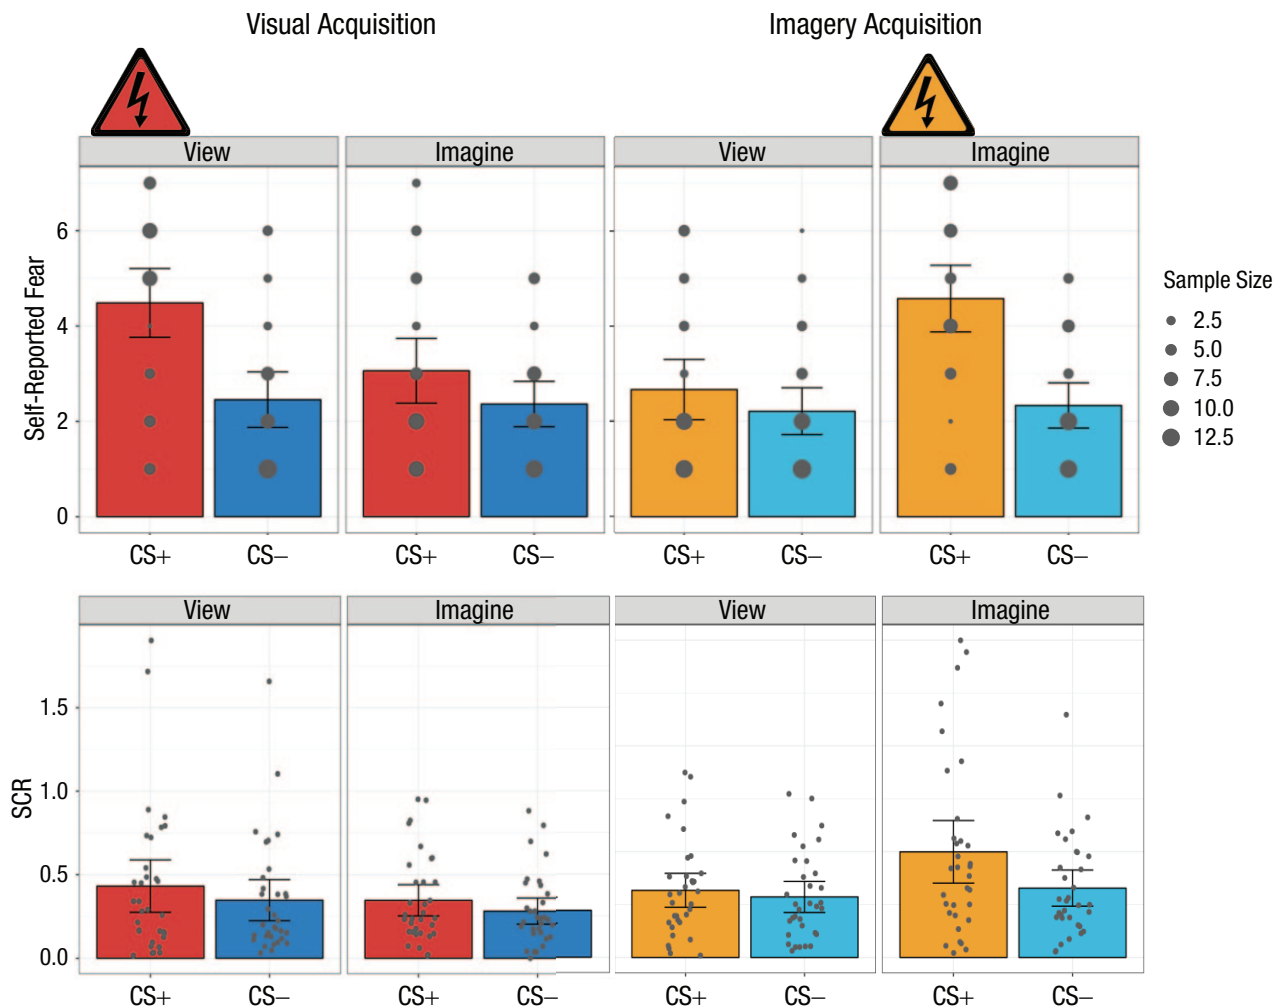 Visual Acquisition
Imagery Acquisition
View
Imagine
View
Imagine
Self-Reported Fear
6
4
2
0
CS+
CS–
CS+
CS–
CS+
CS–
CS+
CS–
Sample Size
2.5
5.0
7.5
10.0
12.5
View
Imagine
View
Imagine
SCR
1.5
1.0
0.5
0.0
CS+
CS–
CS+
CS–
CS+
CS–
CS+
CS–